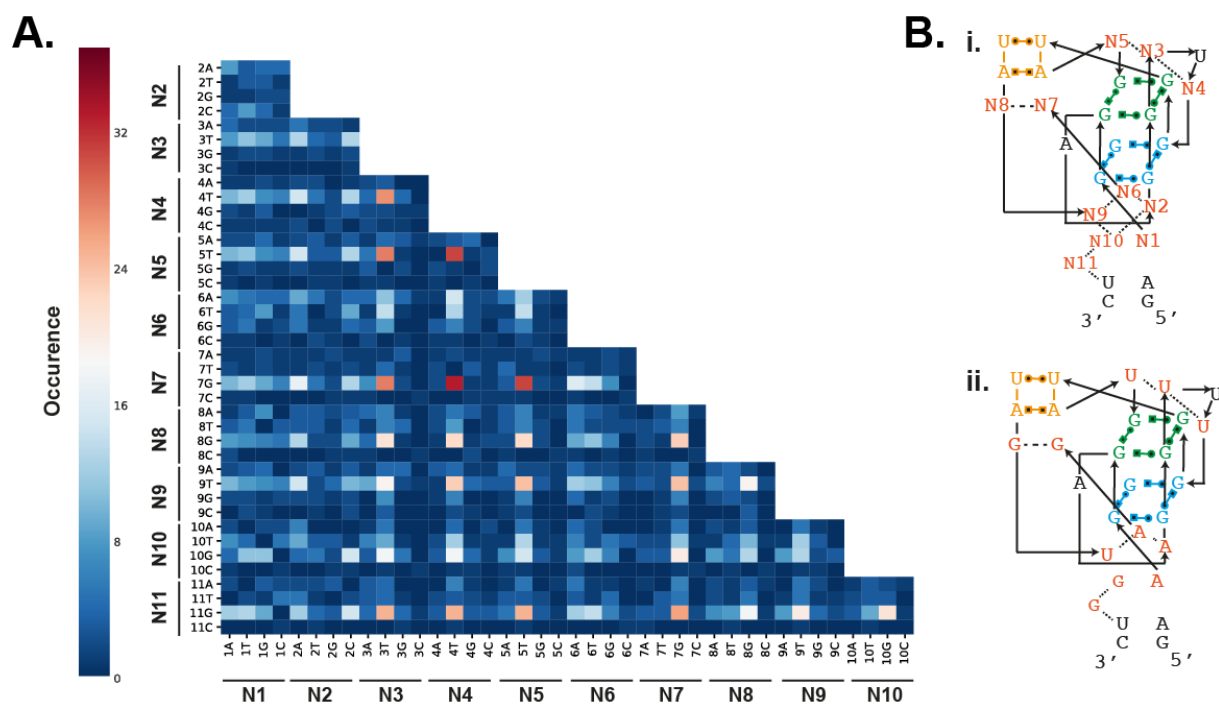 A.
32
24
16
8
0
Occurence
N2
N3
N4
N5
N6
N7
N8
N9
N10
N11
2A
2T
2G
2C
3A
3T
3G
3C
4A
4T
4G
4C
5A
5T
5G
5C
6A
6T
6G
6C
7A
7T
7G
7C
8A
8T
8G
8C
9A
9T
9G
9C
10A
10T
10G
10C
11A
11T
11G
11C
1A 1T 1G 1C 2A 2T 2G 2C 3A 3T 3G 3C 4A 4T 4G 4C 5A 5T 5G 5C 6A 6T 6G 6C 7A 7T 7G 7C 8A 8T 8G 8C 9A 9T 9G 9C 10A 10T 10G 10C
N1 N2 N3 N4 N5 N6 N7 N8 N9 N10
B.
i.
U U N5 N3 U
A A G G N4
N8 N7 G G
A G G
G G
N6
N9 N2
N10 N1
N11
U A
C G
3' 5'
ii.
U U U U U
A A G G U
G G G G
A G G
G G
A
U A
G A
G
U A
C G
3' 5'